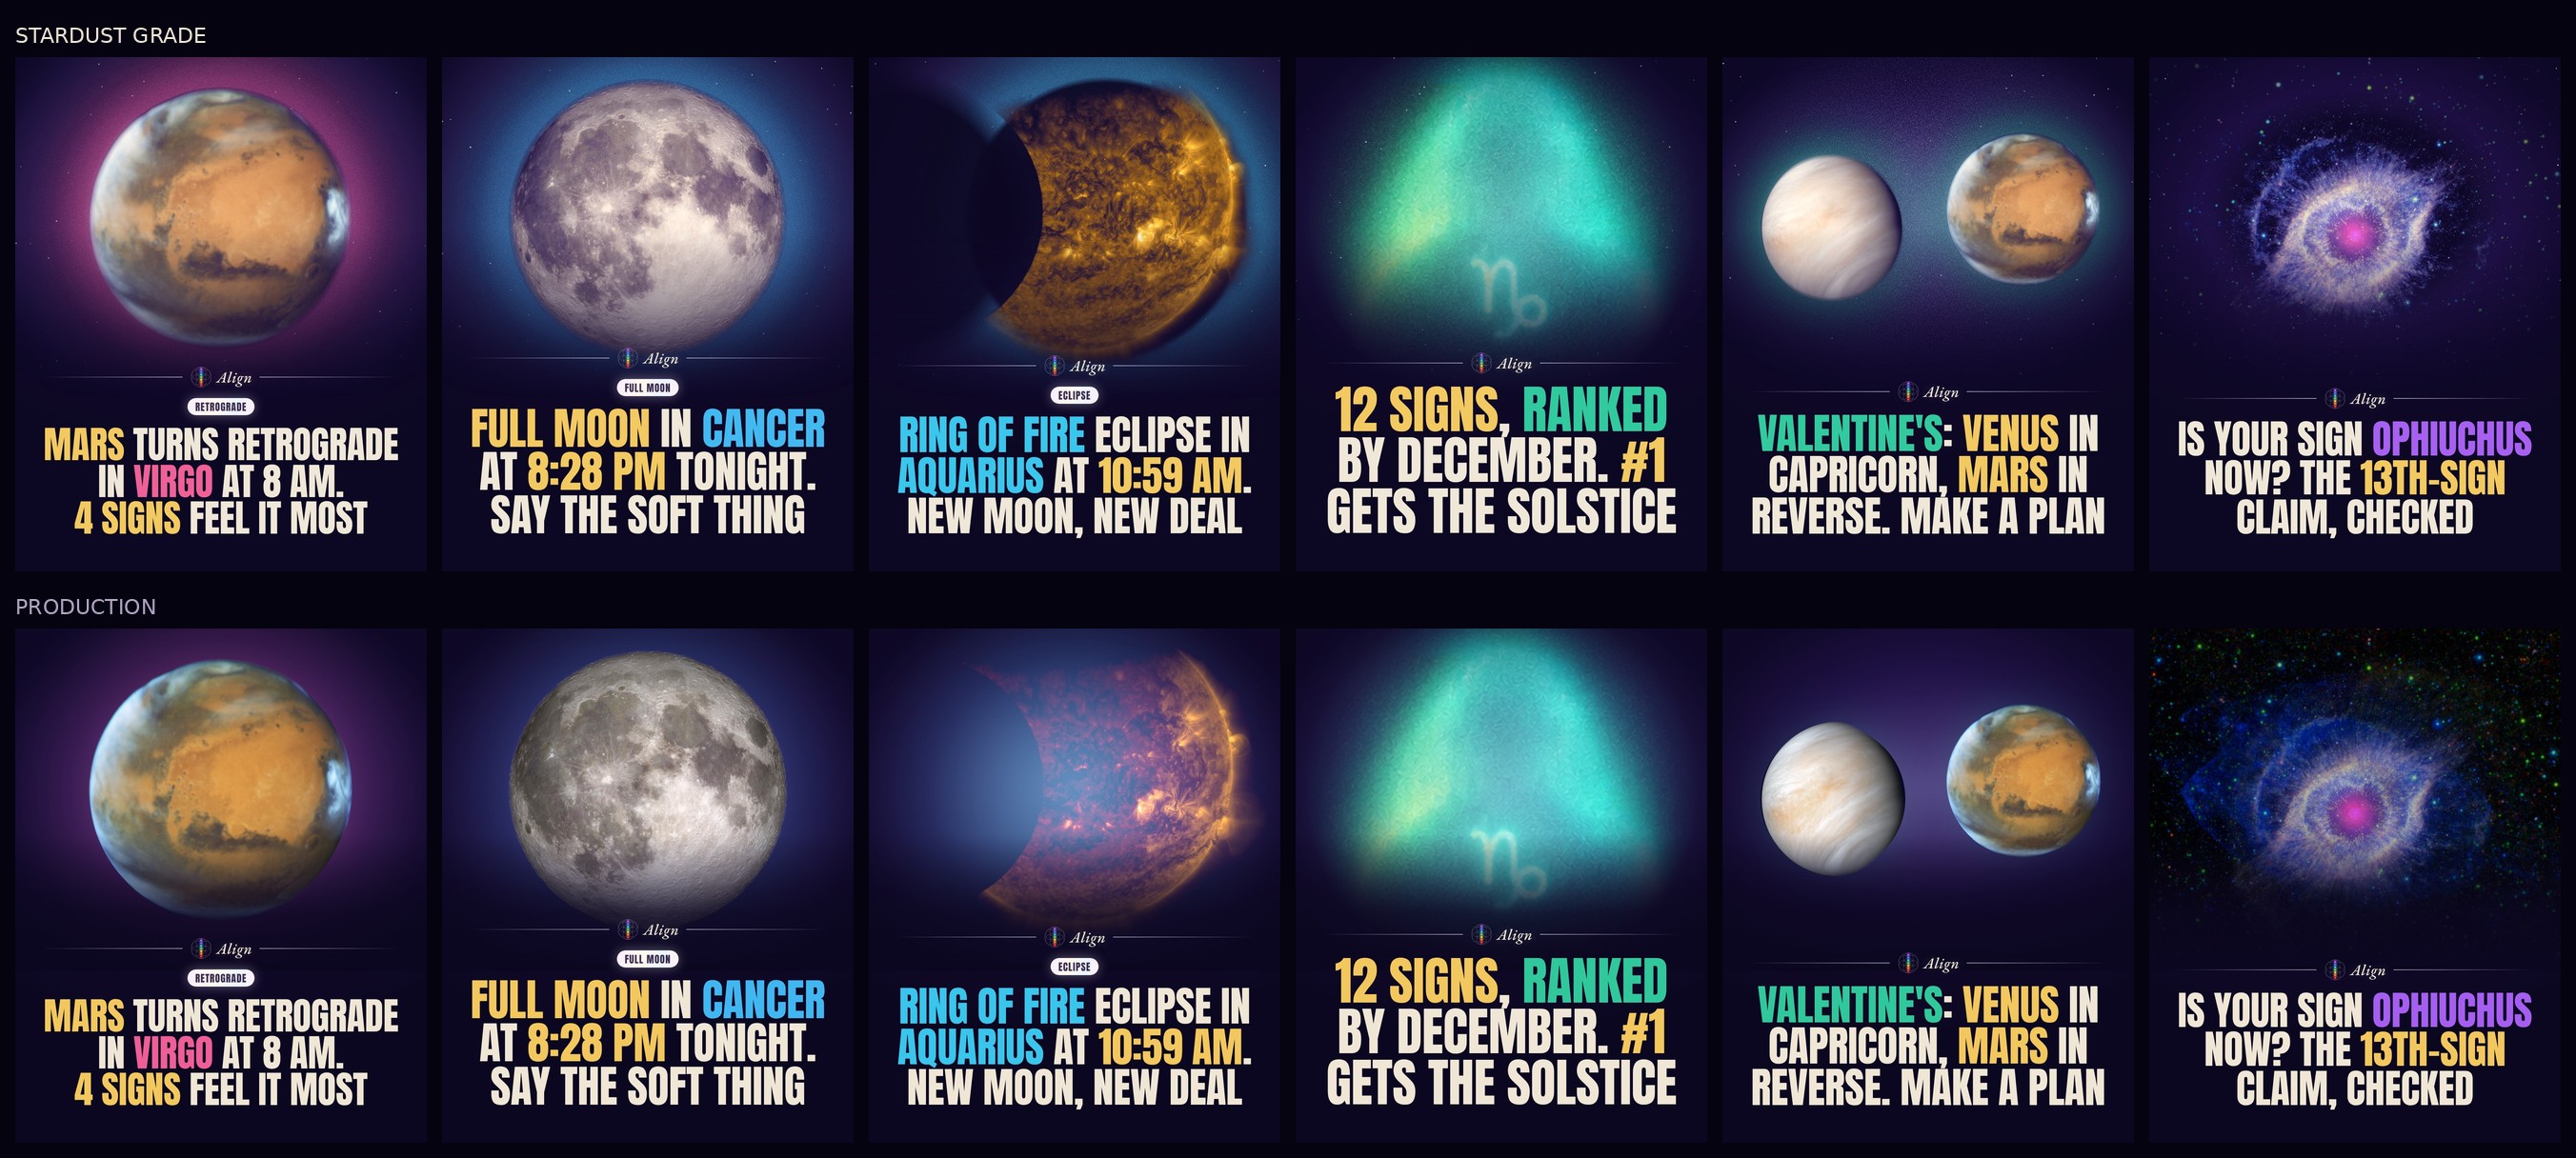 STARDUST GRADE
Align
RETROGRADE
MARS TURNS RETROGRADE
IN VIRGO AT 8 AM.
4 SIGNS FEEL IT MOST
Align
FULL MOON
FULL MOON IN CANCER
AT 8:28 PM TONIGHT.
SAY THE SOFT THING
Align
ECLIPSE
RING OF FIRE ECLIPSE IN
AQUARIUS AT 10:59 AM.
NEW MOON, NEW DEAL
Align
12 SIGNS, RANKED
BY DECEMBER. #1
GETS THE SOLSTICE
Align
VALENTINE'S: VENUS IN
CAPRICORN, MARS IN
REVERSE. MAKE A PLAN
Align
IS YOUR SIGN OPHIUCHUS
NOW? THE 13TH-SIGN
CLAIM, CHECKED
PRODUCTION
Align
RETROGRADE
MARS TURNS RETROGRADE
IN VIRGO AT 8 AM.
4 SIGNS FEEL IT MOST
Align
FULL MOON
FULL MOON IN CANCER
AT 8:28 PM TONIGHT.
SAY THE SOFT THING
Align
ECLIPSE
RING OF FIRE ECLIPSE IN
AQUARIUS AT 10:59 AM.
NEW MOON, NEW DEAL
Align
12 SIGNS, RANKED
BY DECEMBER. #1
GETS THE SOLSTICE
Align
VALENTINE'S: VENUS IN
CAPRICORN, MARS IN
REVERSE. MAKE A PLAN
Align
IS YOUR SIGN OPHIUCHUS
NOW? THE 13TH-SIGN
CLAIM, CHECKED